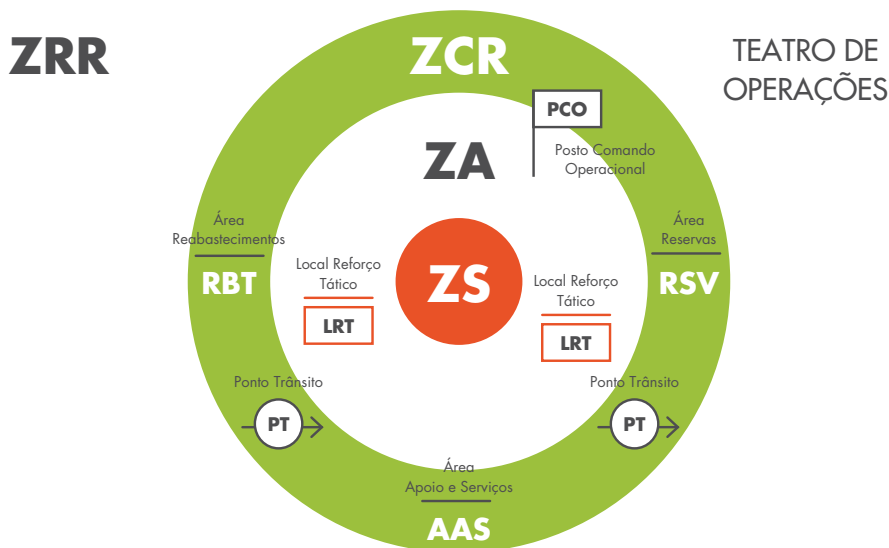 ZRR
ZCR
TEATRO DE
OPERAÇÕES
PCO
Posto Comando
Operacional
ZA
Área
Reabastecimentos
RBT
Área
Reservas
RSV
Local Reforço
Tático
LRT
ZS
Local Reforço
Tático
LRT
Ponto Trânsito
PT
Ponto Trânsito
PT
Área
Apoio e Serviços
AAS